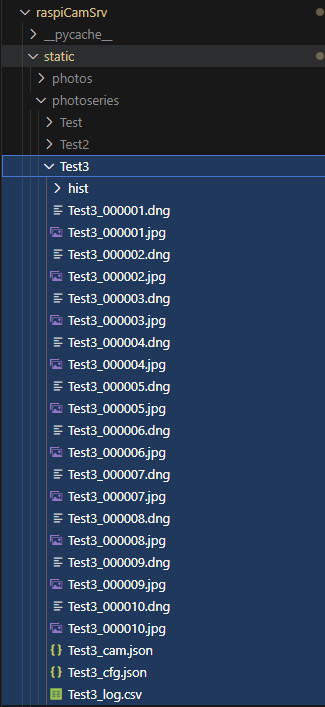 raspiCamSrv
__pycache__
static
photos
photoseries
Test
Test2
Test3
hist
Test3_000001.dng
Test3_000001.jpg
Test3_000002.dng
Test3_000002.jpg
Test3_000003.dng
Test3_000003.jpg
Test3_000004.dng
Test3_000004.jpg
Test3_000005.dng
Test3_000005.jpg
Test3_000006.dng
Test3_000006.jpg
Test3_000007.dng
Test3_000007.jpg
Test3_000008.dng
Test3_000008.jpg
Test3_000009.dng
Test3_000009.jpg
Test3_000010.dng
Test3_000010.jpg
Test3_cam.json
Test3_cfg.json
Test3_log.csv